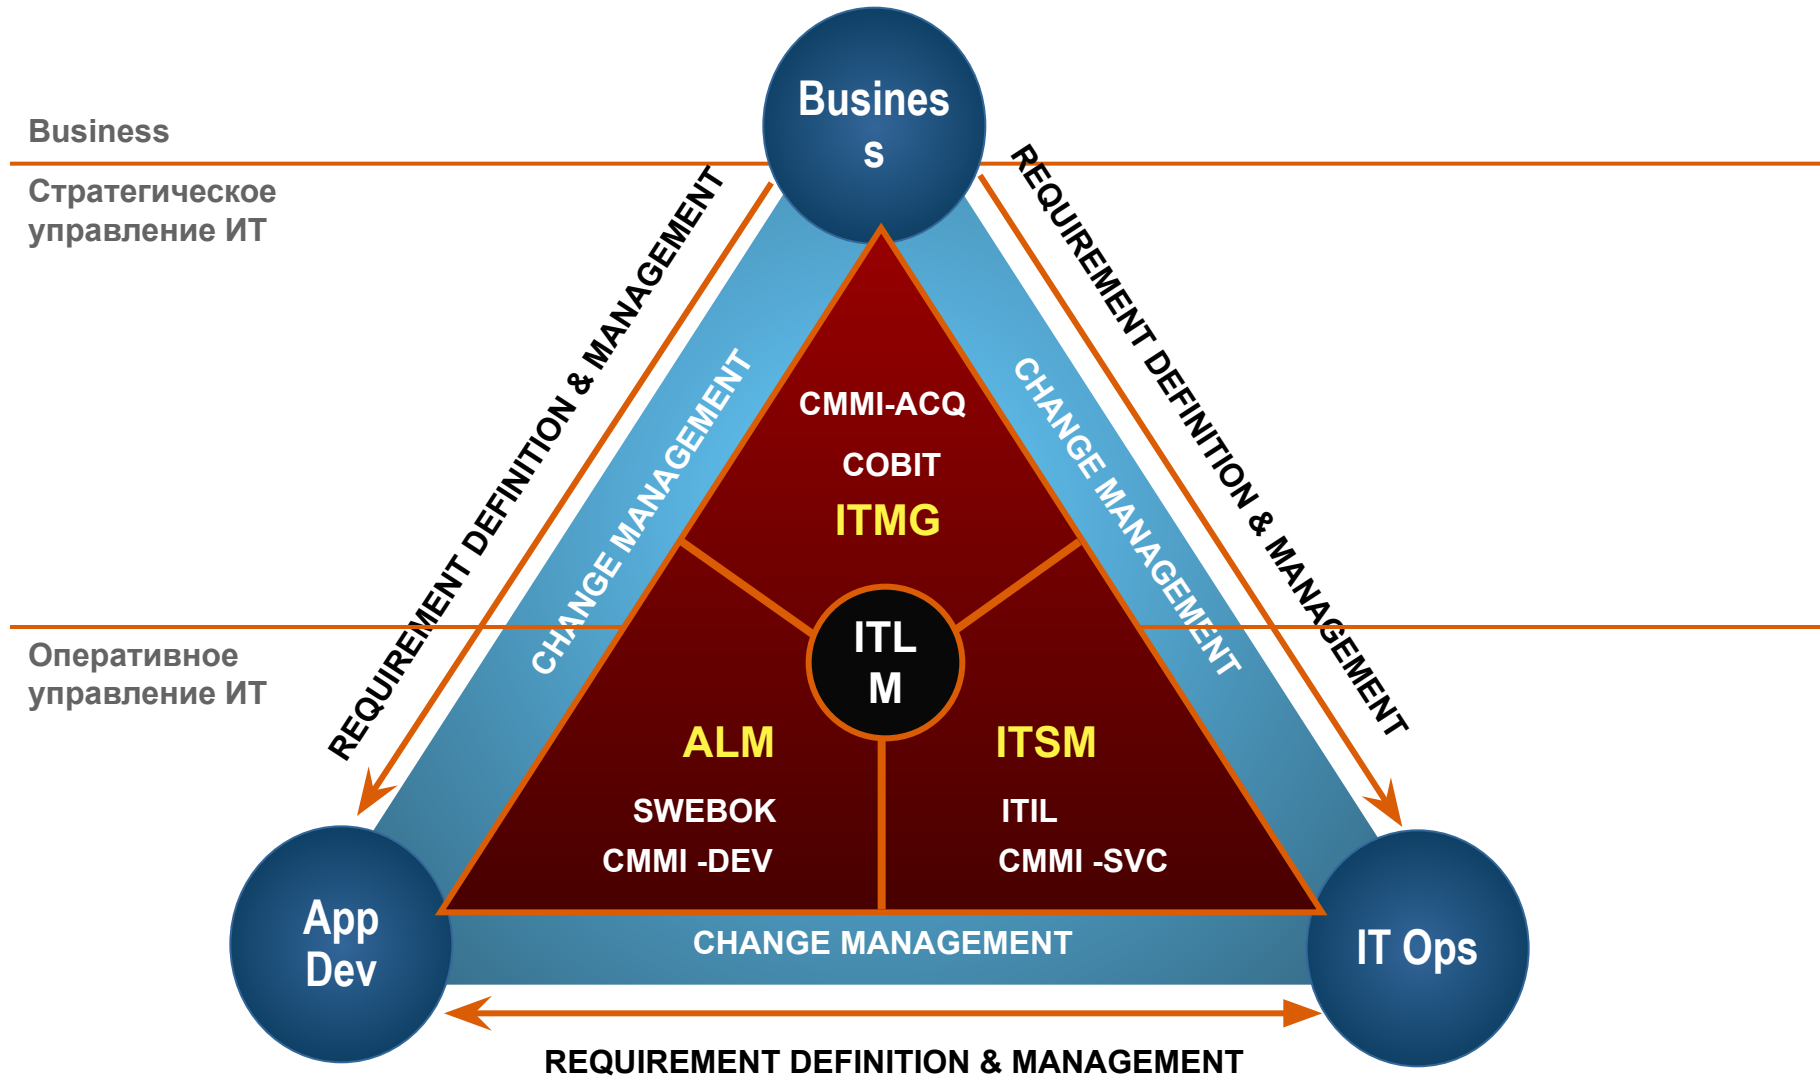 Busines
s
Business
Стратегическое
управление ИТ
REQUIREMENT DEFINITION & MANAGEMENT
REQUIREMENT DEFINITION & MANAGEMENT
CHANGE MANAGEMENT
CHANGE MANAGEMENT
CMMI-ACQ
COBIT
ITMG
ITL
M
Оперативное
управление ИТ
ALM
ITSM
SWEBOK
ITIL
CMMI -DEV
CMMI -SVC
App
Dev
CHANGE MANAGEMENT
IT Ops
REQUIREMENT DEFINITION & MANAGEMENT